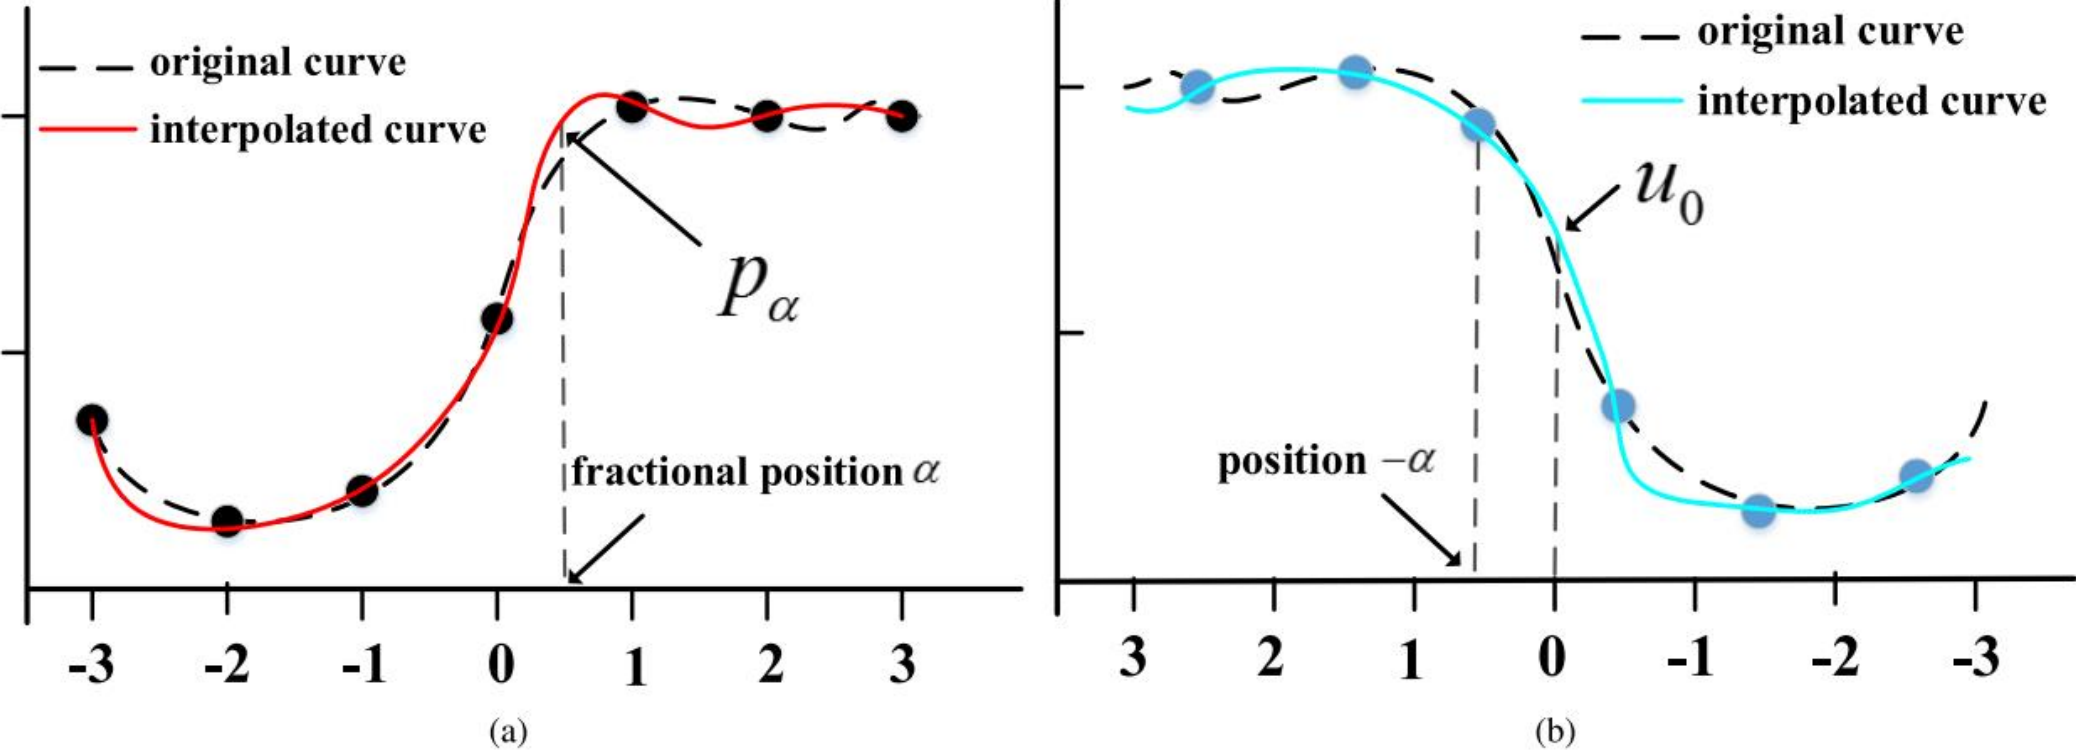 original curve
interpolated curve
pα
fractional position α
-3 -2 -1 0 1 2 3
(a)
original curve
interpolated curve
u0
position −α
3 2 1 0 -1 -2 -3
(b)